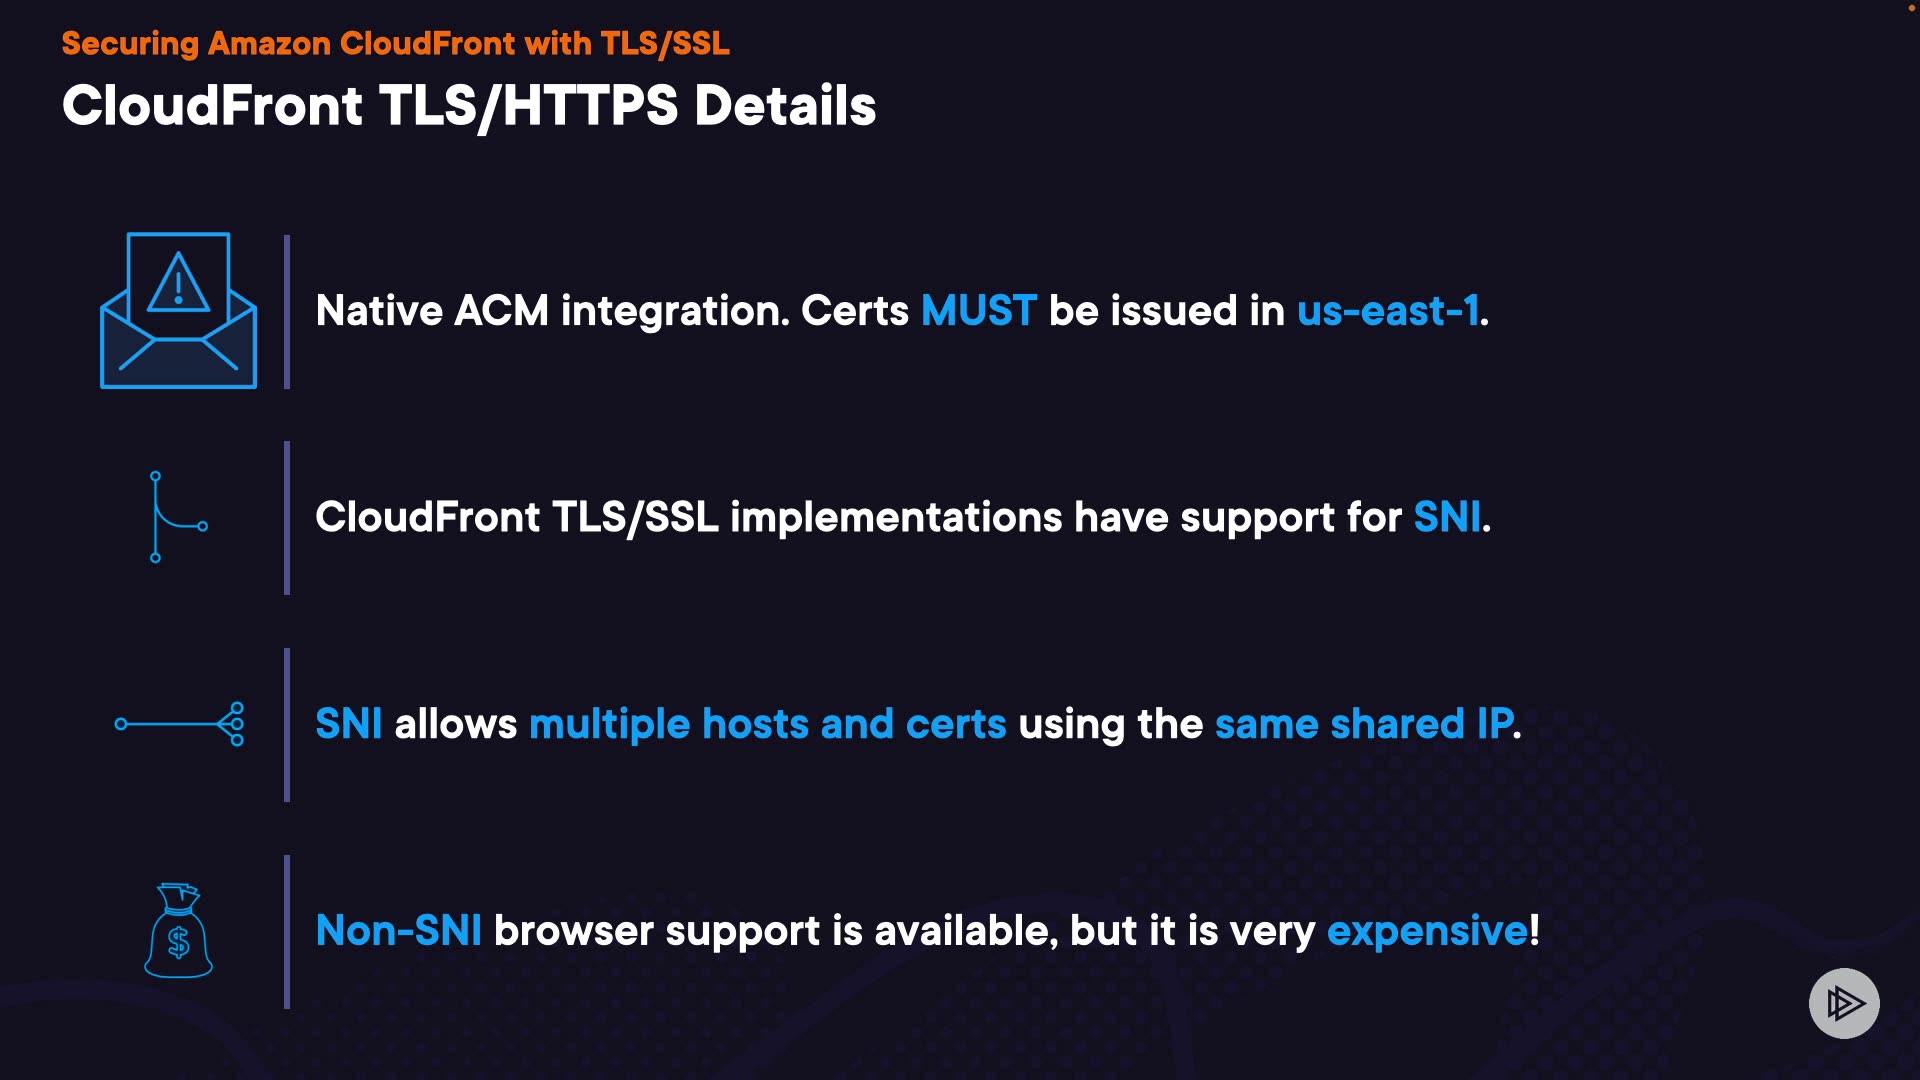 Securing Amazon CloudFront with TLS/SSL
CloudFront TLS/HTTPS Details
Native ACM integration. Certs MUST be issued in us-east-1.
CloudFront TLS/SSL implementations have support for SNI.
SNI allows multiple hosts and certs using the same shared IP.
$
Non-SNI browser support is available, but it is very expensive!